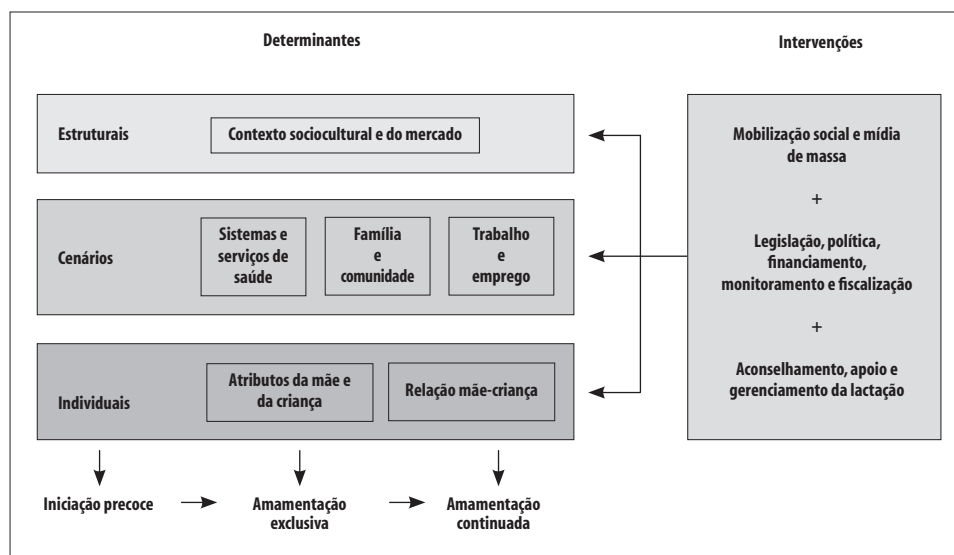 Determantes
Intervenções
Estruturais
Contexto sociocultural e do mercado
Cenários
Sistemas e
serviços de
saúde
Família
e
comunidade
Trabalho
e
emprego
Individuais
Atributos da mãe e
da criança
Relação mãe-criança
Mobilização social e mídia
de massa
+
Legislação, política,
financiamento,
monitoramento e fiscalização
+
Aconselhamento, apoio e
gerenciamento da lactação
Iniciação precoce
Amamentação
exclusiva
Amamentação
continuada